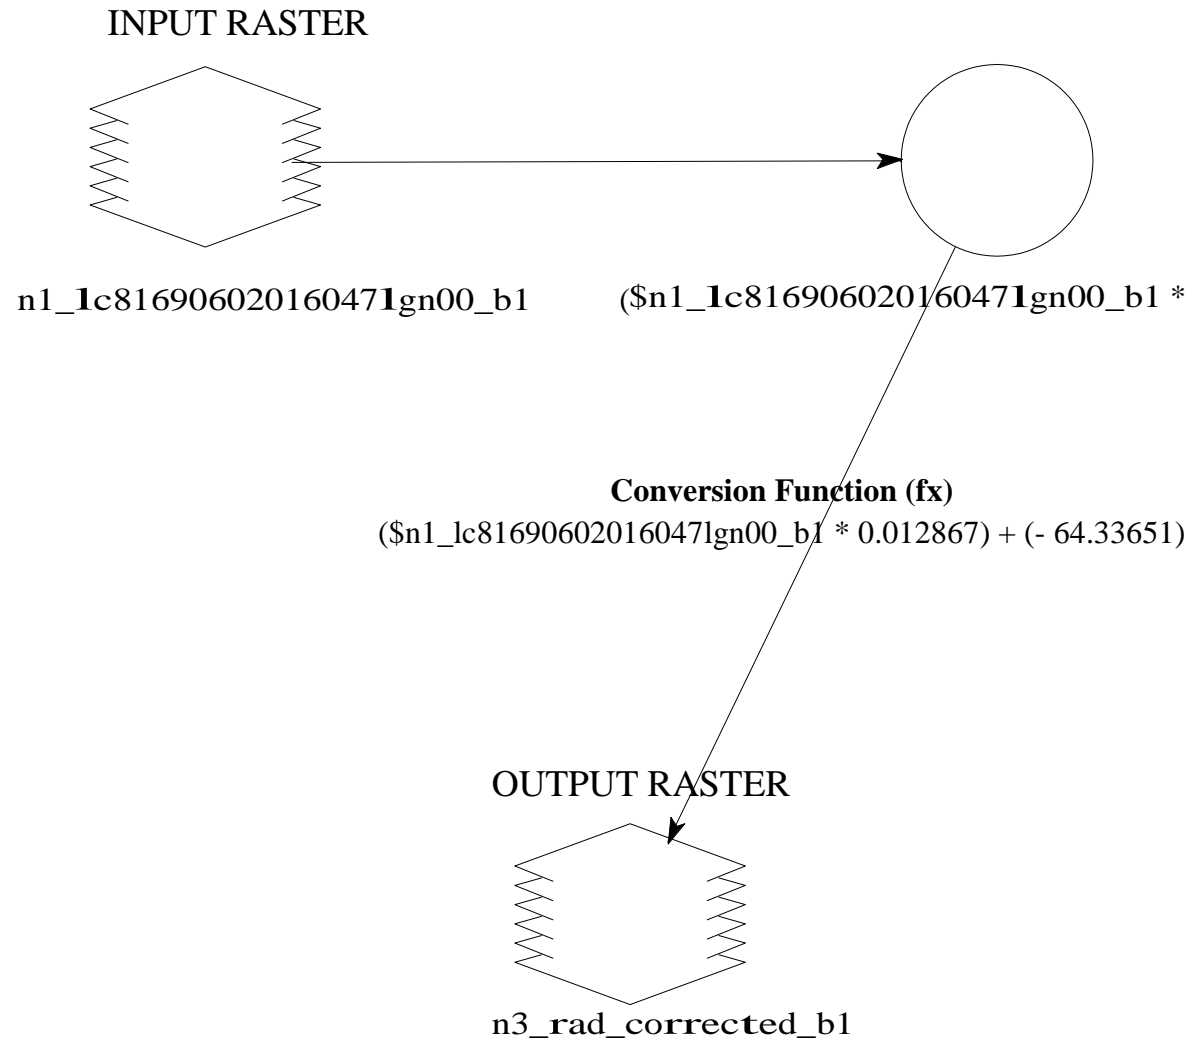 INPUT RASTER
n1_lc81690602016047lgn00_b1
($n1_lc81690602016047lgn00_b1 *
Conversion Function (fx)
($n1_lc81690602016047lgn00_b1 * 0.012867) + (- 64.33651)
OUTPUT RASTER
n3_rad_corrected_b1